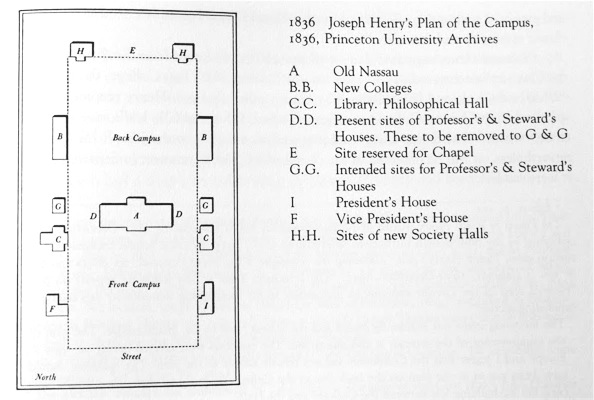 H E H
B Back Campus B
G G
D A D
C C
Front Campus
F I
Street
North
1836 Joseph Henry's Plan of the Campus,
1836, Princeton University Archives
A Old Nassau
B.B. New Colleges
C.C. Library. Philosophical Hall
D.D. Present sites of Professor's & Steward's
Houses. These to be removed to G & G
E Site reserved for Chapel
G.G. Intended sites for Professor's & Steward's
Houses
I President's House
F Vice President's House
H.H. Sites of new Society Halls